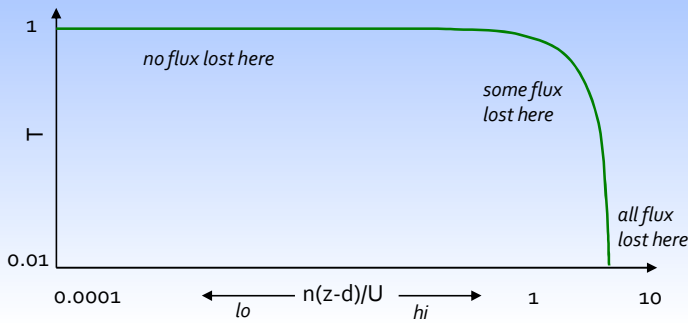 1
no flux lost here
some flux
lost here
T
all flux
lost here
0.01
0.0001
lo
n(z-d)/U
hi
1
10